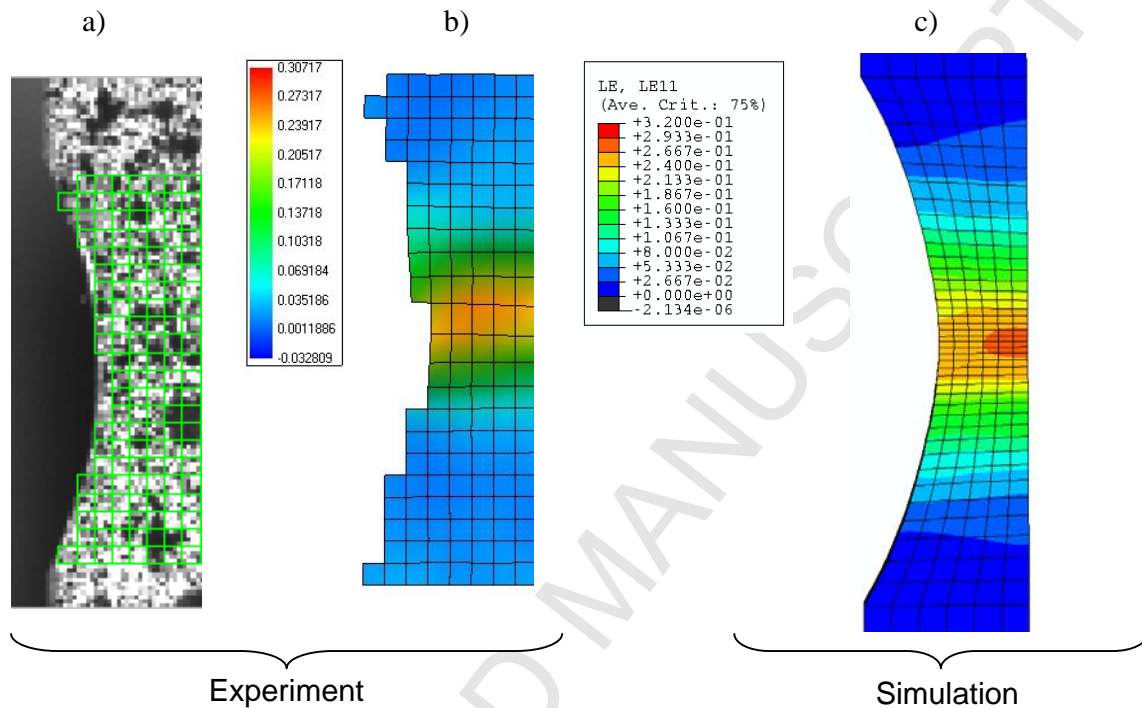 a)
b)
c)
0.30717
0.27317
0.23917
0.20517
0.17118
0.13718
0.10318
0.069184
0.035186
0.0011886
-0.032809
LE, LE11
(Ave. Crit.: 75%)
+3.200e-01
+2.933e-01
+2.667e-01
+2.400e-01
+2.133e-01
+1.867e-01
+1.600e-01
+1.333e-01
+1.067e-01
+8.000e-02
+5.333e-02
+2.667e-02
+0.000e+00
-2.134e-06
D MANUSCRIPT
Experiment
Simulation